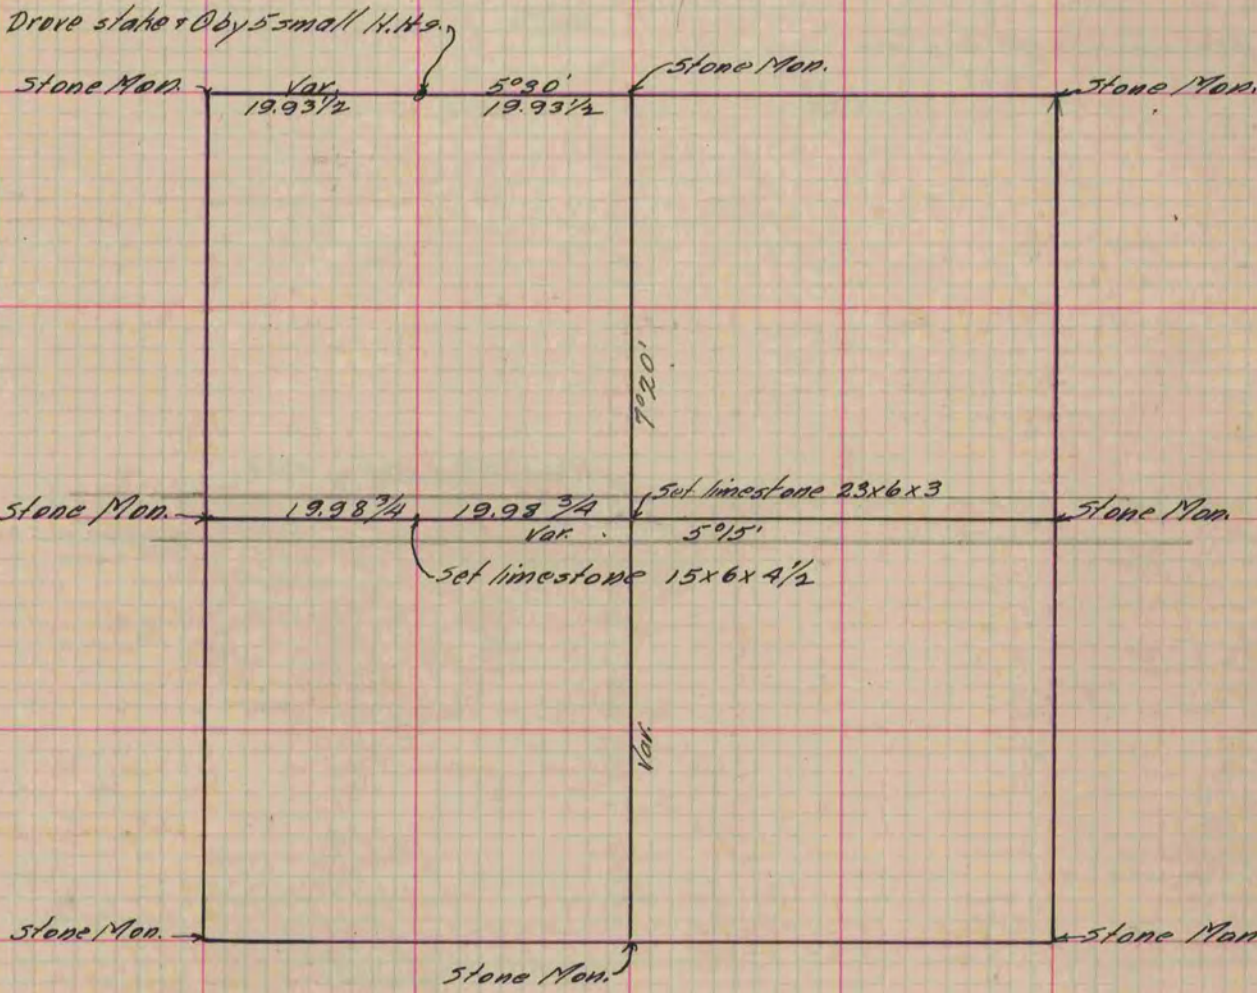 Drove stake & O by 5 small H.Hs.
Stone Mon.
Var. 5°30'
19.93½ 19.93½
Stone Mon.
Stone Mon.
7°20'
Stone Mon.
19.98 ¾ 19.98 ¾
Set limestone 23x6x3
Stone Mon.
Var. 5°15'
Set limestone 15x6x4½
Var.
Stone Mon.
Stone Mon.
Stone Mon.